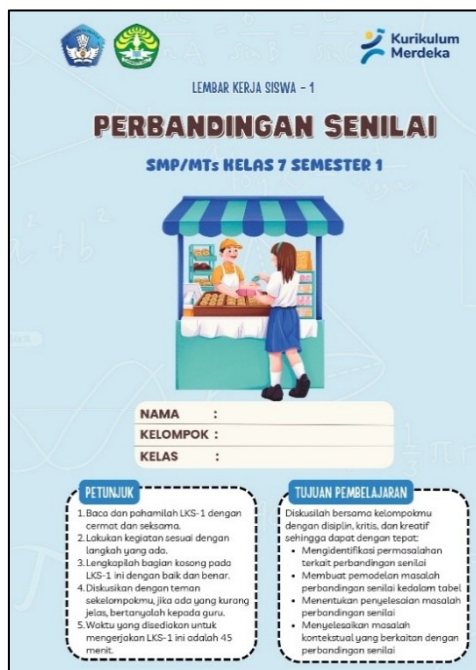 Kurikulum
Merdeka
LEMBAR KERJA SISWA - 1
PERBANDINGAN SENILAI
SMP/MTs KELAS 7 SEMESTER 1
NAMA :
KELOMPOK :
KELAS :
PETUNJUK
1. Baca dan pahamilah LKS-1 dengan
cermat dan seksama.
2. Lakukan kegiatan sesuai dengan
langkah yang ada.
3. Lengkapilah bagian kosong pada
LKS-1 ini dengan baik dan benar.
4. Diskusikan dengan teman
sekelompokmu, jika ada yang kurang
jelas, bertanyalah kepada guru.
5. Waktu yang disediakan untuk
mengerjakan LKS-1 ini adalah 45
menit.
TUJUAN PEMBELAJARAN
Diskusilah bersama kelompokmu
dengan disiplin, kritis, dan kreatif
sehingga dapat dengan tepat:
• Mengidentifikasi permasalahan
terkait perbandingan senilai
• Membuat pemodelan masalah
perbandingan senilai kedalam tabel
• Menentukan penyelesaian masalah
perbandingan senilai
• Menyelesaikan masalah
kontekstual yang berkaitan dengan
perbandingan senilai